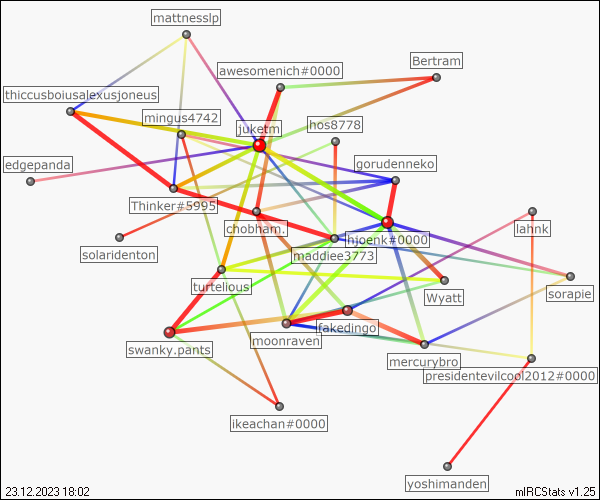 mattnesslp
Bertram
awesomenich#0000
thiccusboiusalexusjoneus
mingus4742
juketm
hos8778
edgepanda
gorudenneko
Thinker#5995
chobham.
lahnk
solaridenton
hjoenk#0000
maddiee3773
turtelious
Wyatt
sorapie
fakedingo
moonraven
swanky.pants
mercurybro
presidentevilcool2012#0000
ikeachan#0000
yoshimanden
23.12.2023 18:02
mIRCStats v1.25